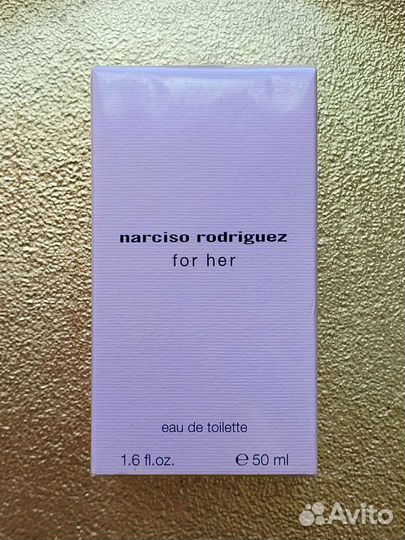 narciso rodriguez
for her
eau de toilette
1.6 fl.oz. ℮ 50 ml
Avito